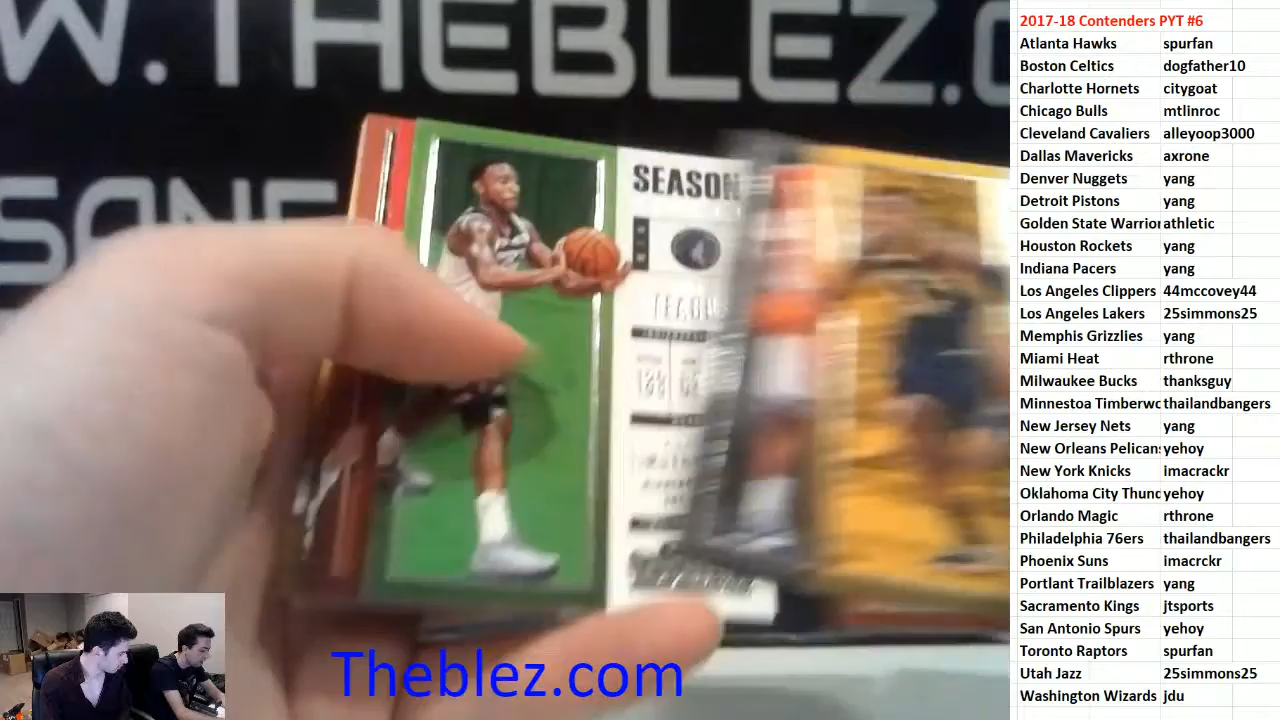 W.THEBLEZ.C
SEASON
TEAGUE
Theblez.com
2017-18 Contenders PYT #6
Atlanta Hawks spurfan
Boston Celtics dogfather10
Charlotte Hornets citygoat
Chicago Bulls mtlinroc
Cleveland Cavaliers alleyoop3000
Dallas Mavericks axrone
Denver Nuggets yang
Detroit Pistons yang
Golden State Warrior athletic
Houston Rockets yang
Indiana Pacers yang
Los Angeles Clippers 44mccovey44
Los Angeles Lakers 25simmons25
Memphis Grizzlies yang
Miami Heat rthrone
Milwaukee Bucks thanksguy
Minnestoa Timberwo thailandbangers
New Jersey Nets yang
New Orleans Pelican yehoy
New York Knicks imacrackr
Oklahoma City Thund yehoy
Orlando Magic rthrone
Philadelphia 76ers thailandbangers
Phoenix Suns imacrckr
Portlant Trailblazers yang
Sacramento Kings jtsports
San Antonio Spurs yehoy
Toronto Raptors spurfan
Utah Jazz 25simmons25
Washington Wizards jdu